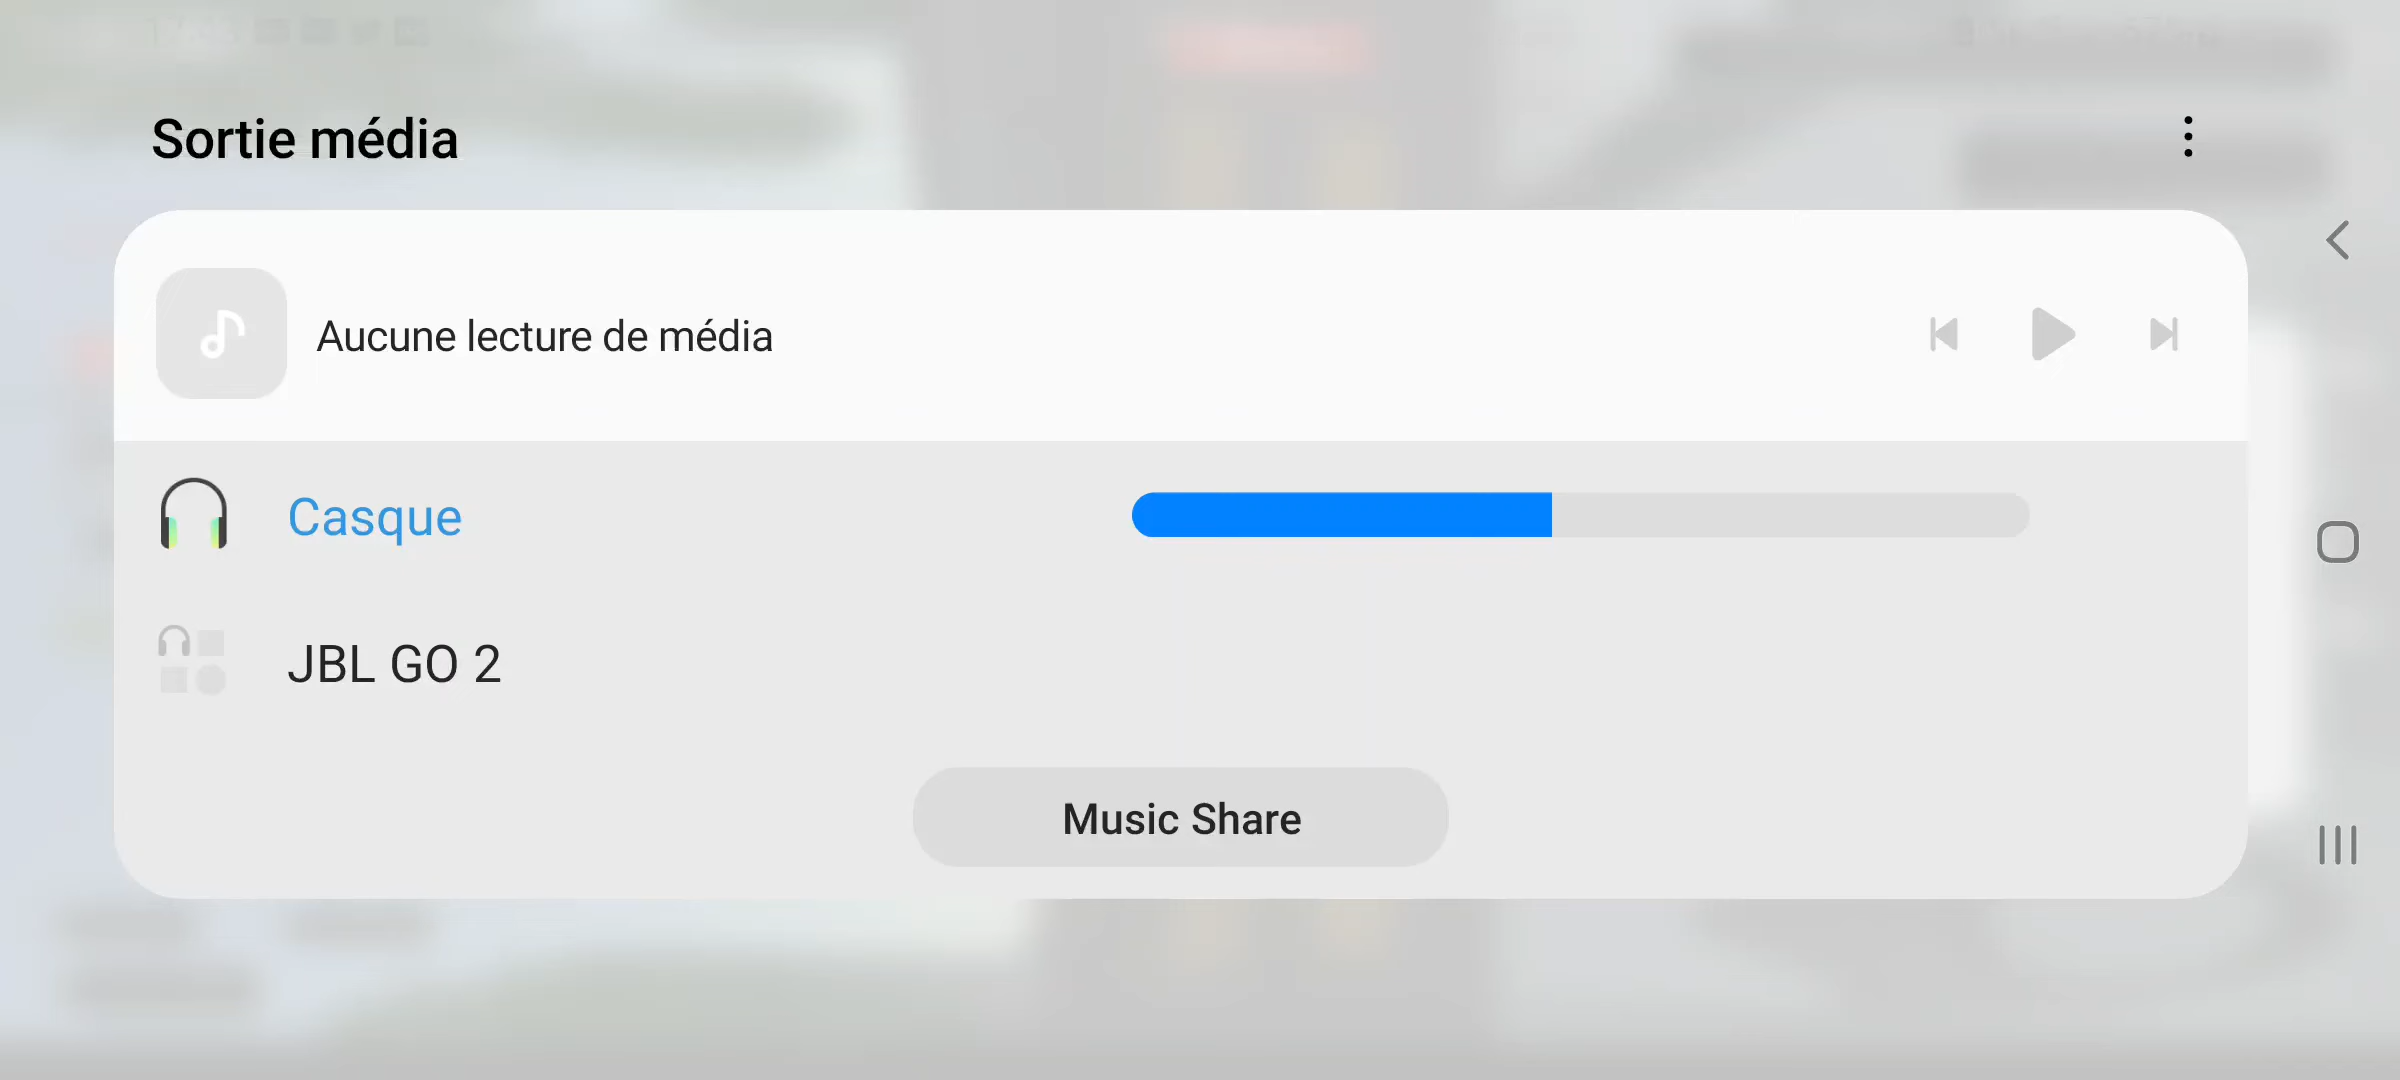 Sortie média
Aucune lecture de média
Casque
JBL GO 2
Music Share